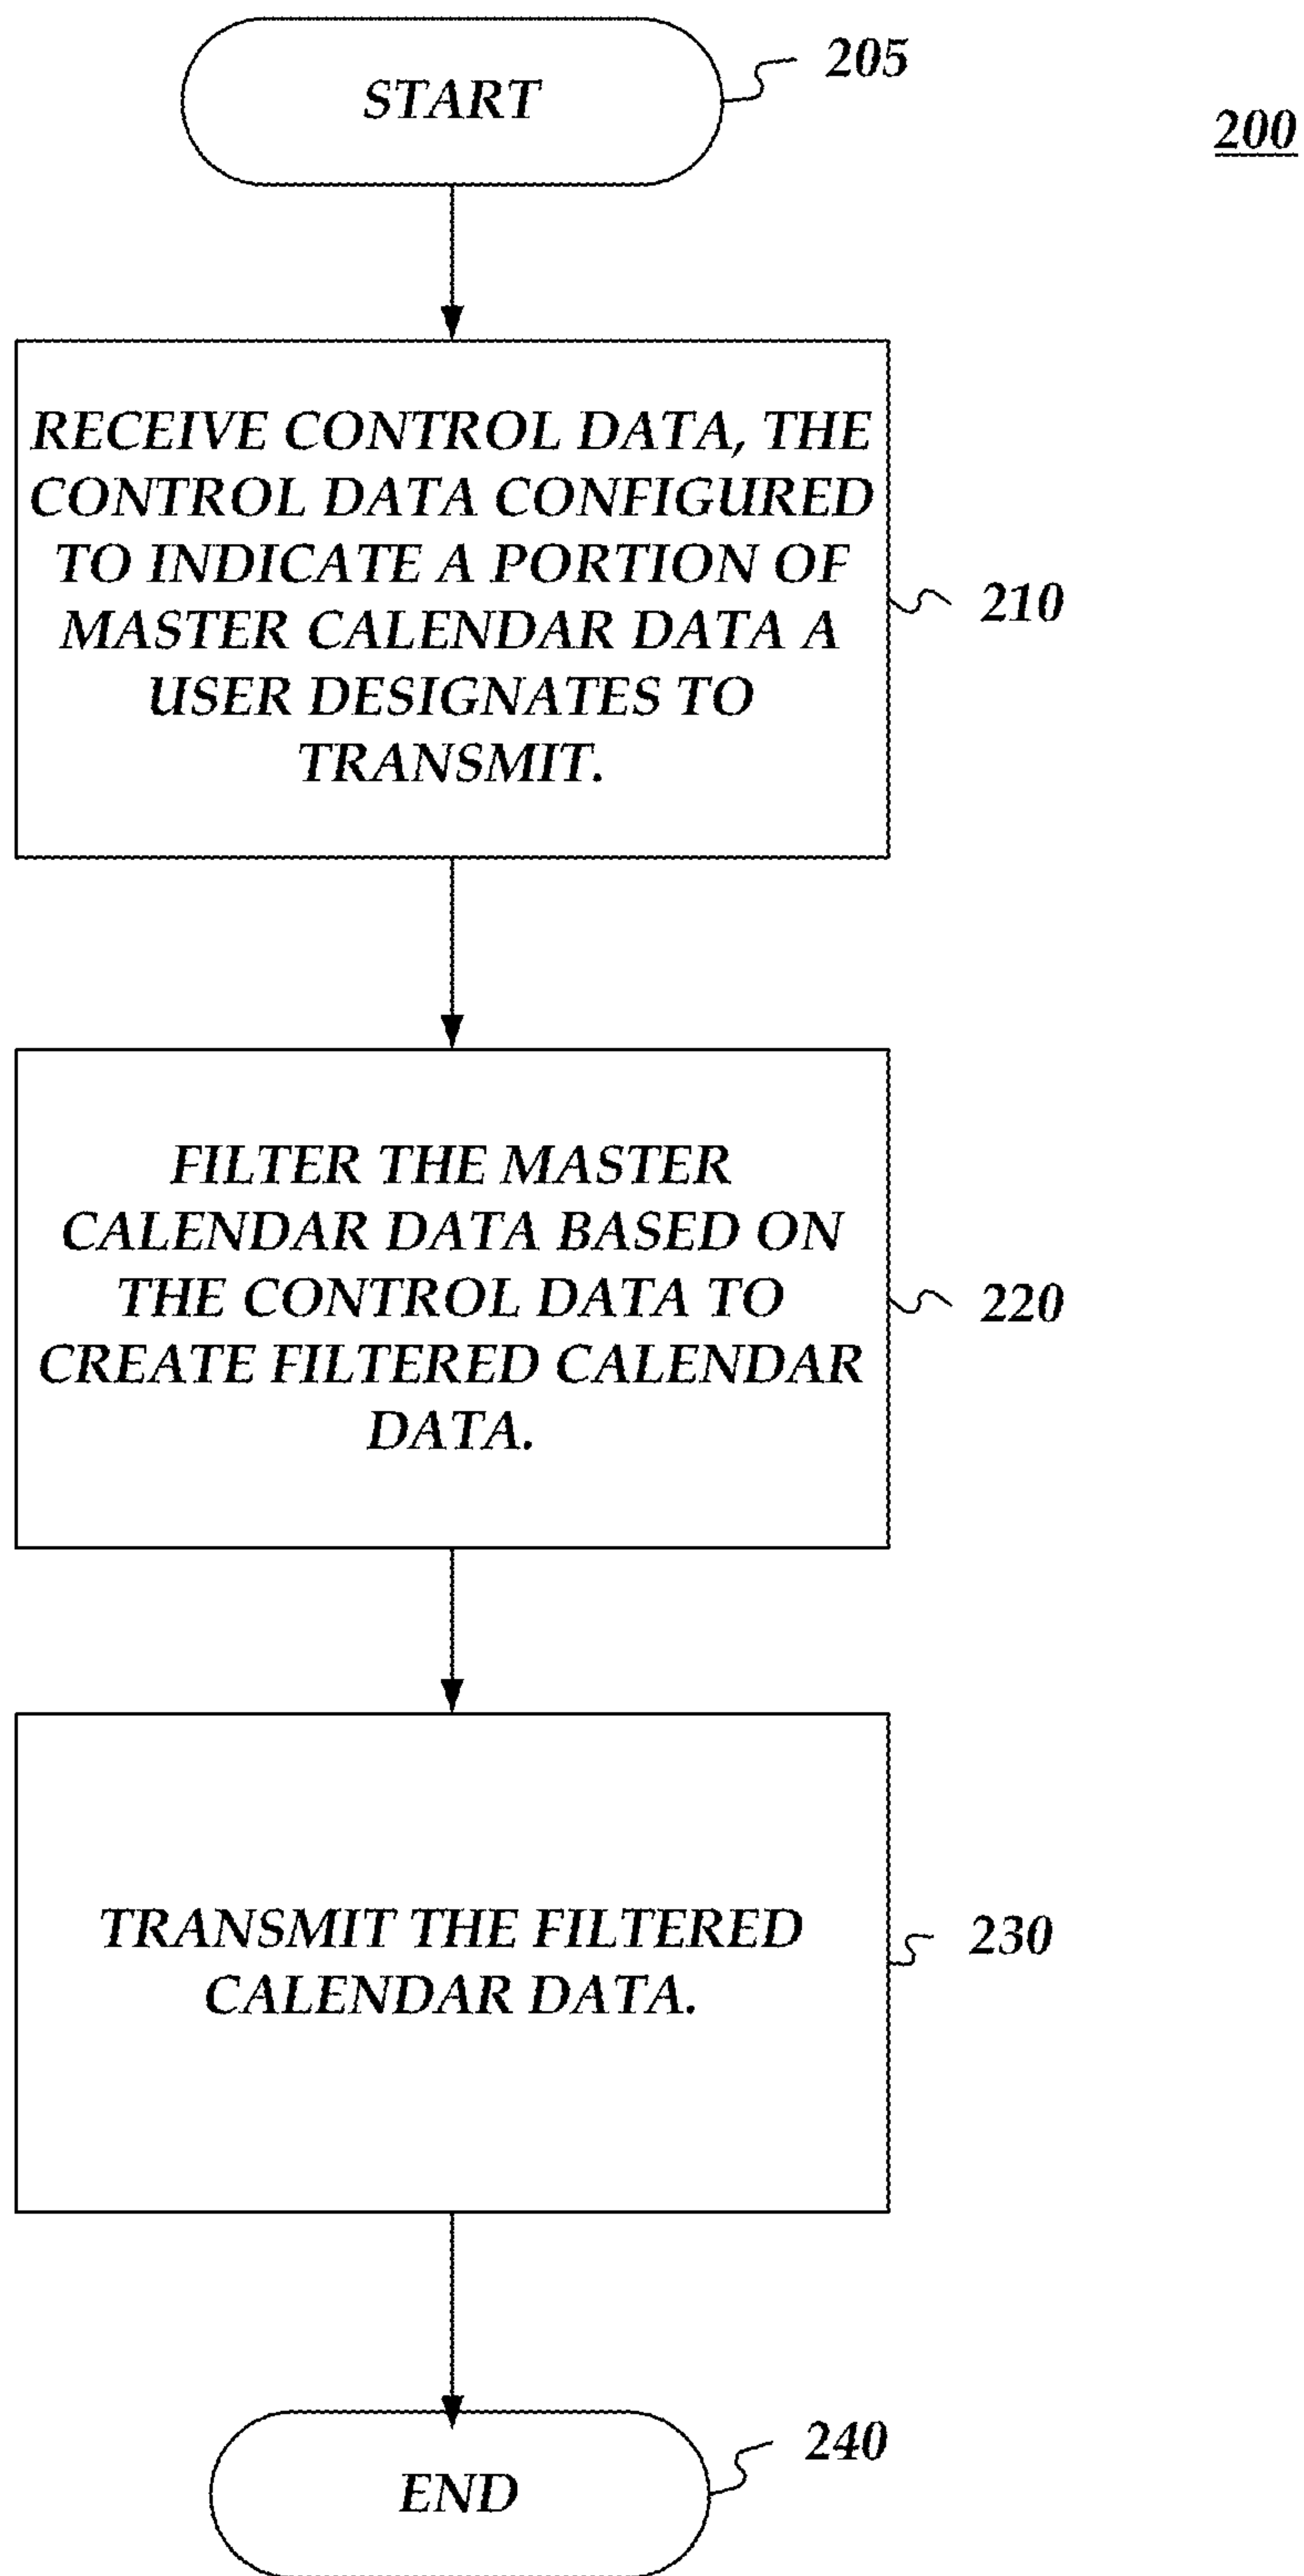 START
205
200
RECEIVE CONTROL DATA, THE
CONTROL DATA CONFIGURED
TO INDICATE A PORTION OF
MASTER CALENDAR DATA A
USER DESIGNATES TO
TRANSMIT.
210
FILTER THE MASTER
CALENDAR DATA BASED ON
THE CONTROL DATA TO
CREATE FILTERED CALENDAR
DATA.
220
TRANSMIT THE FILTERED
CALENDAR DATA.
230
END
240